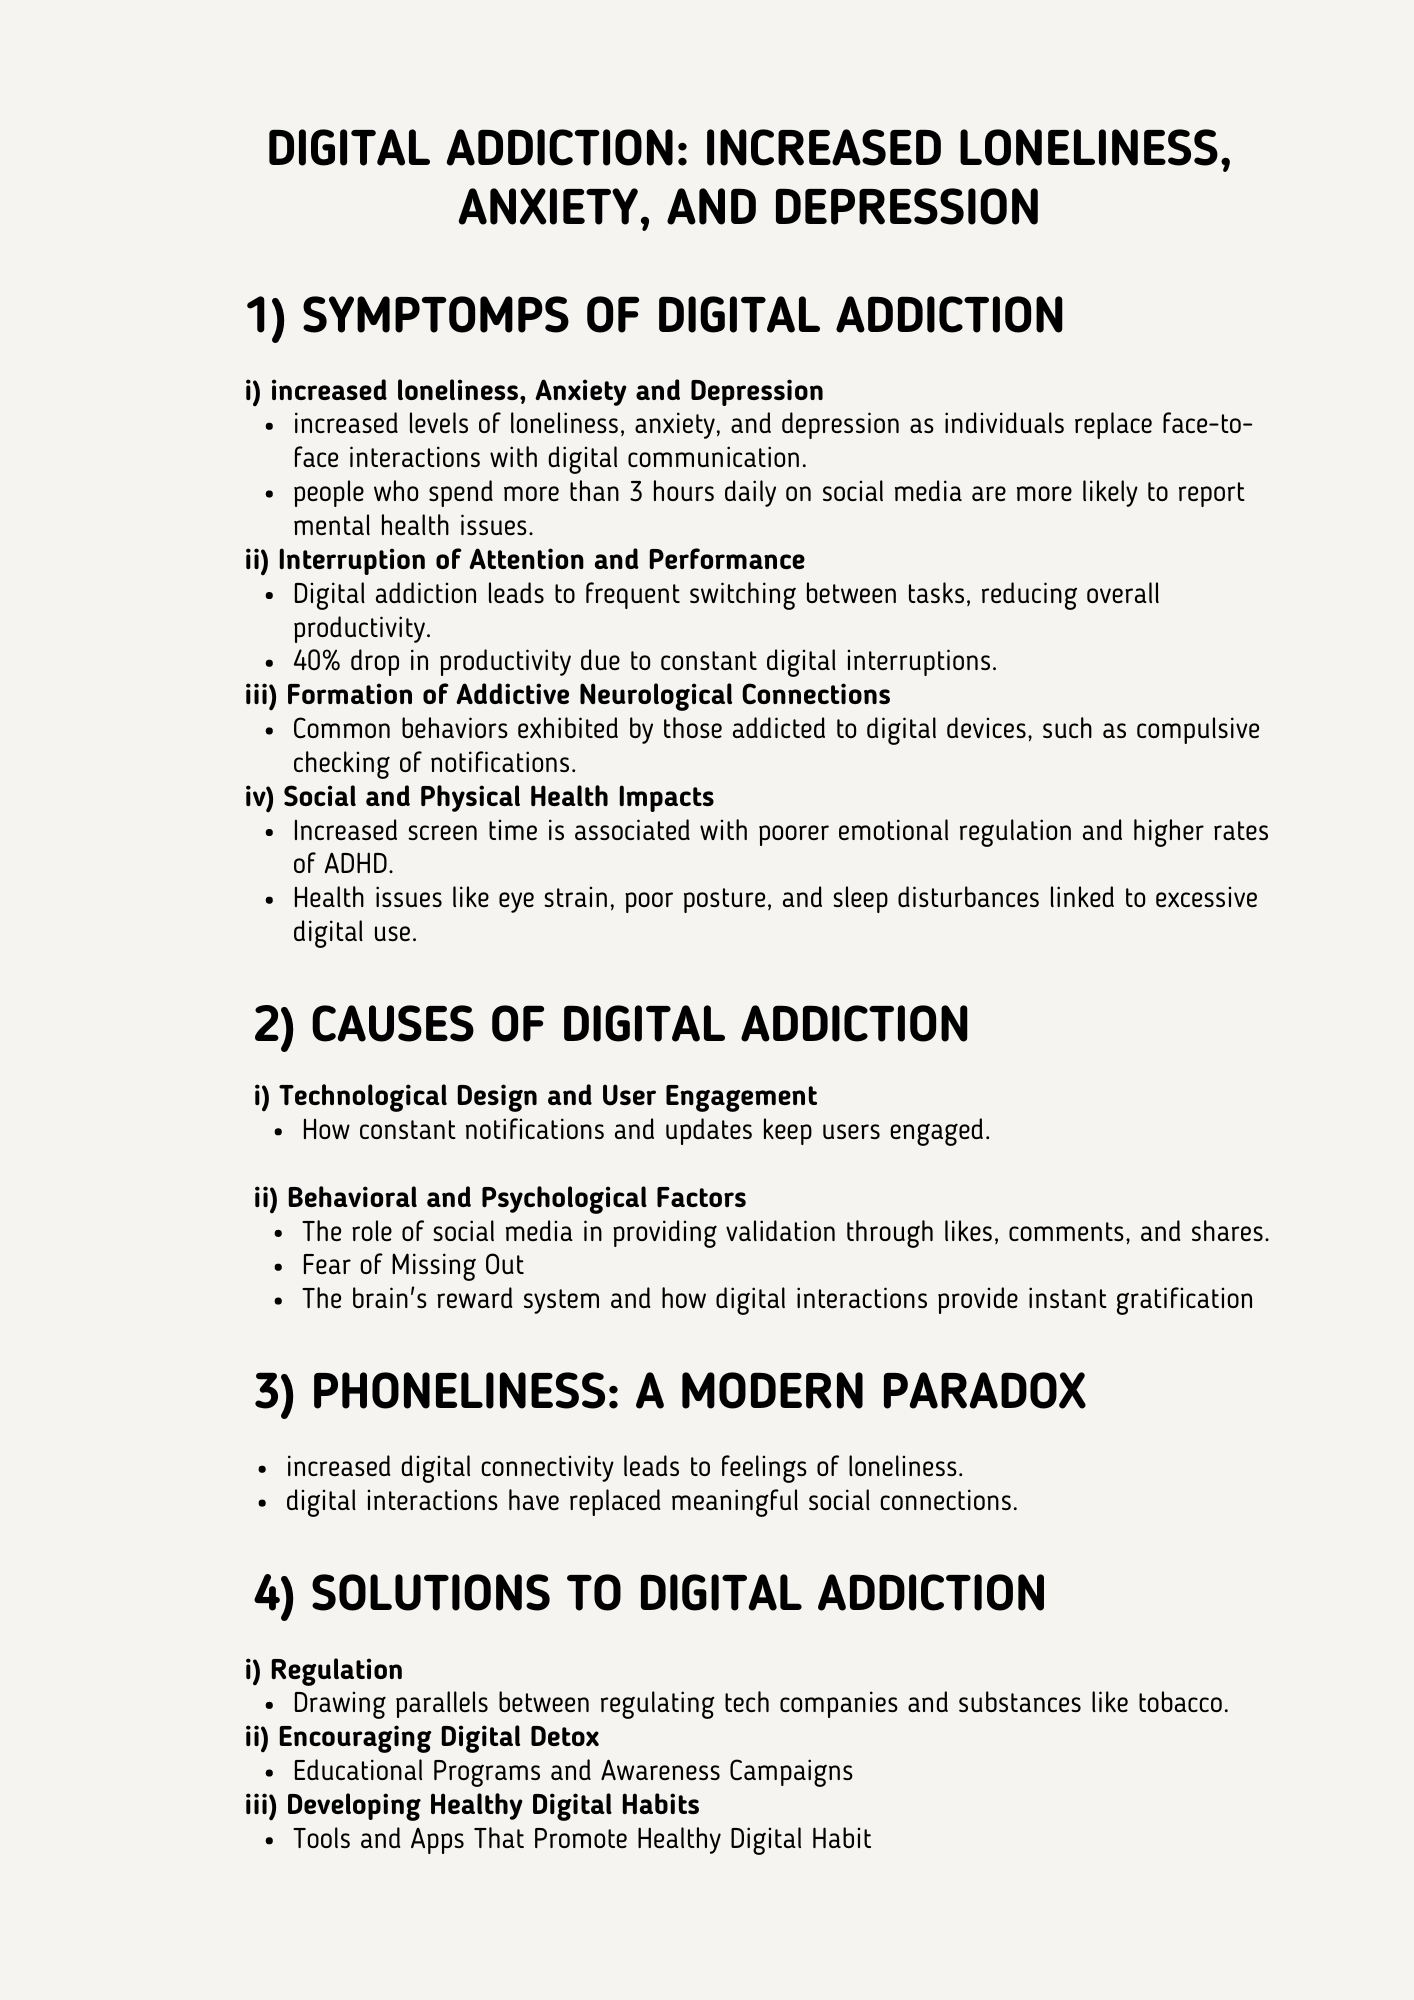 DIGITAL ADDICTION: INCREASED LONELINESS,
ANXIETY, AND DEPRESSION
1) SYMPTOMPS OF DIGITAL ADDICTION
i) increased loneliness, Anxiety and Depression
• increased levels of loneliness, anxiety, and depression as individuals replace face-to-
face interactions with digital communication.
• people who spend more than 3 hours daily on social media are more likely to report
mental health issues.
ii) Interruption of Attention and Performance
• Digital addiction leads to frequent switching between tasks, reducing overall
productivity.
• 40% drop in productivity due to constant digital interruptions.
iii) Formation of Addictive Neurological Connections
• Common behaviors exhibited by those addicted to digital devices, such as compulsive
checking of notifications.
iv) Social and Physical Health Impacts
• Increased screen time is associated with poorer emotional regulation and higher rates
of ADHD.
• Health issues like eye strain, poor posture, and sleep disturbances linked to excessive
digital use.
2) CAUSES OF DIGITAL ADDICTION
i) Technological Design and User Engagement
• How constant notifications and updates keep users engaged.
ii) Behavioral and Psychological Factors
• The role of social media in providing validation through likes, comments, and shares.
• Fear of Missing Out
• The brain's reward system and how digital interactions provide instant gratification
3) PHONELINESS: A MODERN PARADOX
• increased digital connectivity leads to feelings of loneliness.
• digital interactions have replaced meaningful social connections.
4) SOLUTIONS TO DIGITAL ADDICTION
i) Regulation
• Drawing parallels between regulating tech companies and substances like tobacco.
ii) Encouraging Digital Detox
• Educational Programs and Awareness Campaigns
iii) Developing Healthy Digital Habits
• Tools and Apps That Promote Healthy Digital Habit